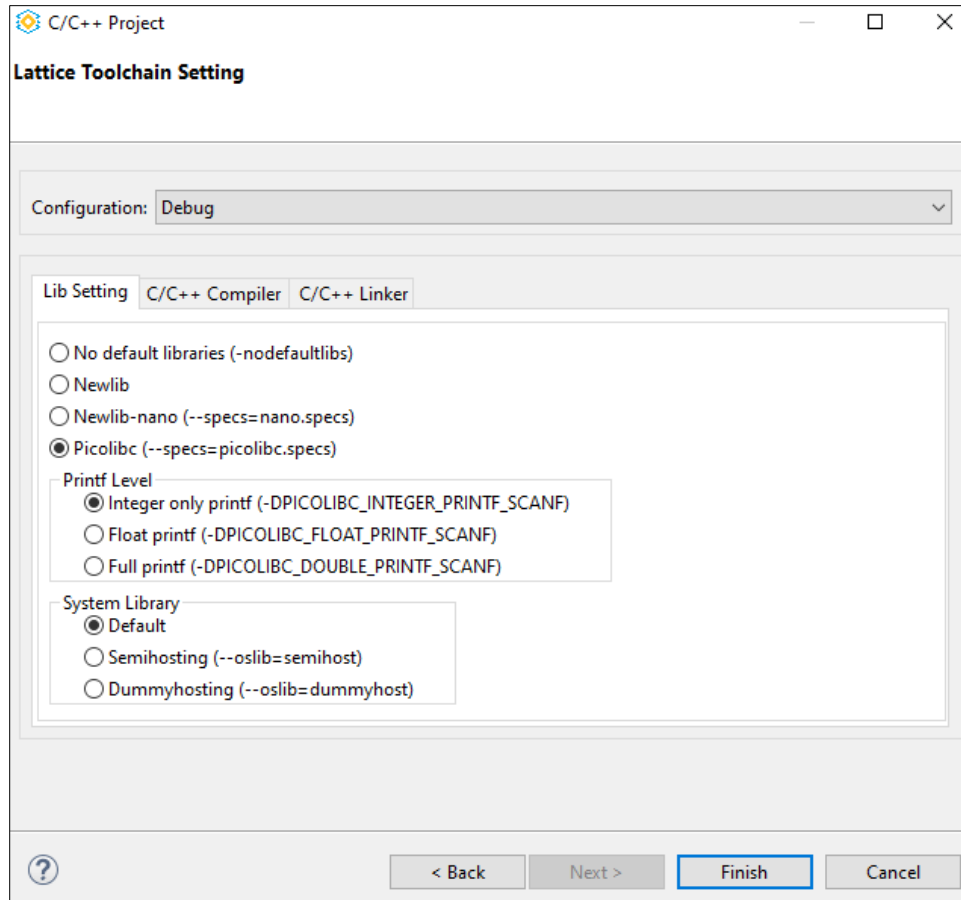 C/C++ Project
Lattice Toolchain Setting
Configuration: Debug
Lib Setting C/C++ Compiler C/C++ Linker
No default libraries (-nodefaultlibs)
Newlib
Newlib-nano (--specs=nano.specs)
Picolibc (--specs=picolibc.specs)
Printf Level
Integer only printf (-DPICOLIBC_INTEGER_PRINTF_SCANF)
Float printf (-DPICOLIBC_FLOAT_PRINTF_SCANF)
Full printf (-DPICOLIBC_DOUBLE_PRINTF_SCANF)
System Library
Default
Semihosting (--oslib=semihost)
Dummyhosting (--oslib=dummyhost)
? < Back Next > Finish Cancel